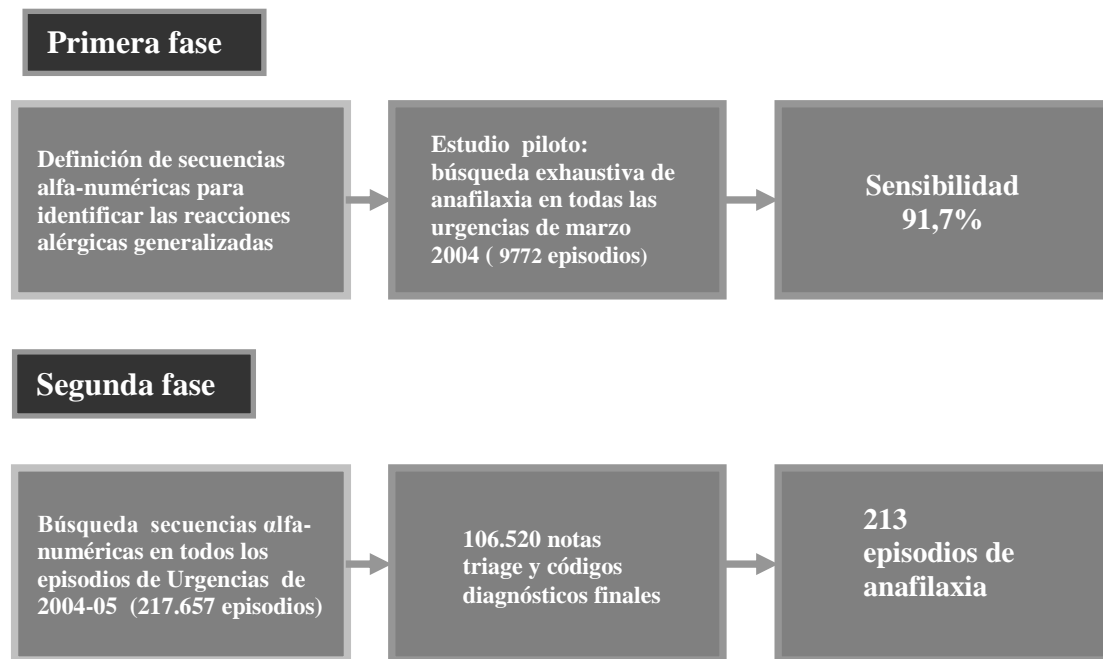 Primera fase
Definición de secuencias
alfa-numéricas para
identificar las reacciones
alérgicas generalizadas
Estudio piloto:
búsqueda exhaustiva de
anafilaxia en todas las
urgencias de marzo
2004 ( 9772 episodios)
Sensibilidad
91,7%
Segunda fase
Búsqueda secuencias αlfa-
numéricas en todos los
episodios de Urgencias de
2004-05 (217.657 episodios)
106.520 notas
triage y códigos
diagnósticos finales
213
episodios de
anafilaxia